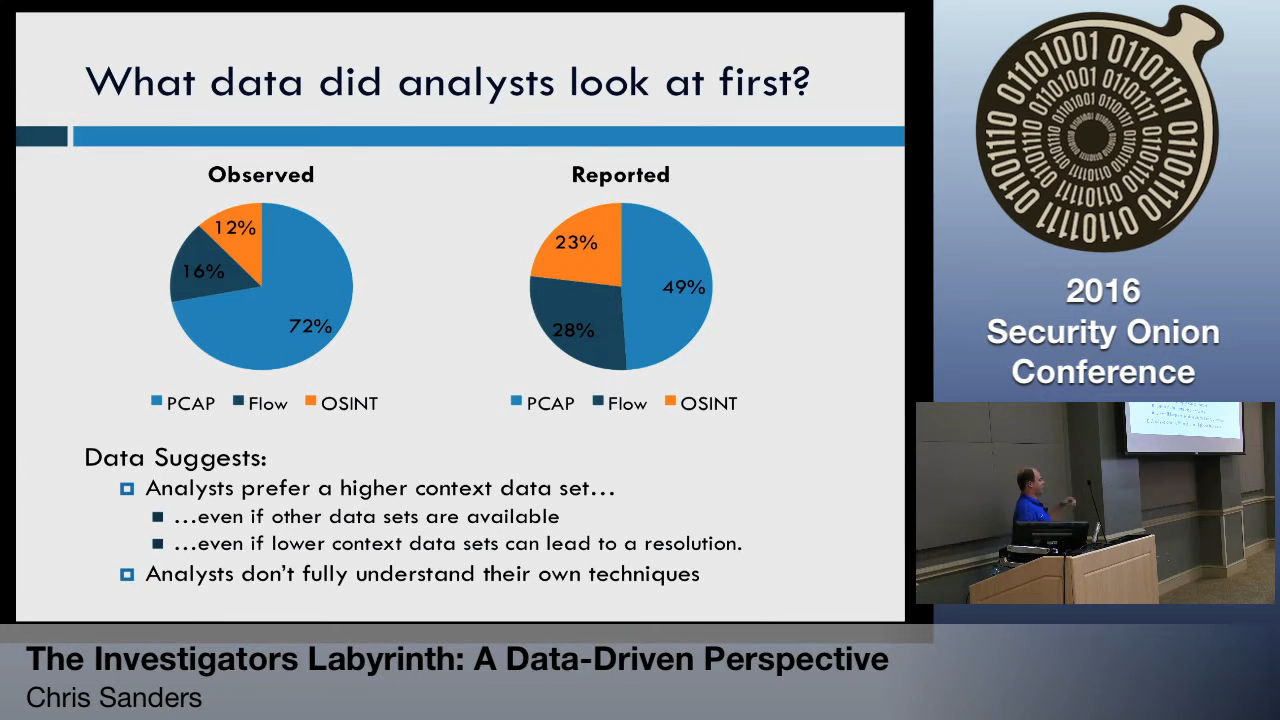 What data did analysts look at first?
Observed
12%
16%
72%
PCAP Flow OSINT
Reported
23%
49%
28%
PCAP Flow OSINT
Data Suggests:
Analysts prefer a higher context data set…
…even if other data sets are available
…even if lower context data sets can lead to a resolution.
Analysts don’t fully understand their own techniques
2016
Security Onion
Conference
The Investigators Labyrinth: A Data-Driven Perspective
Chris Sanders